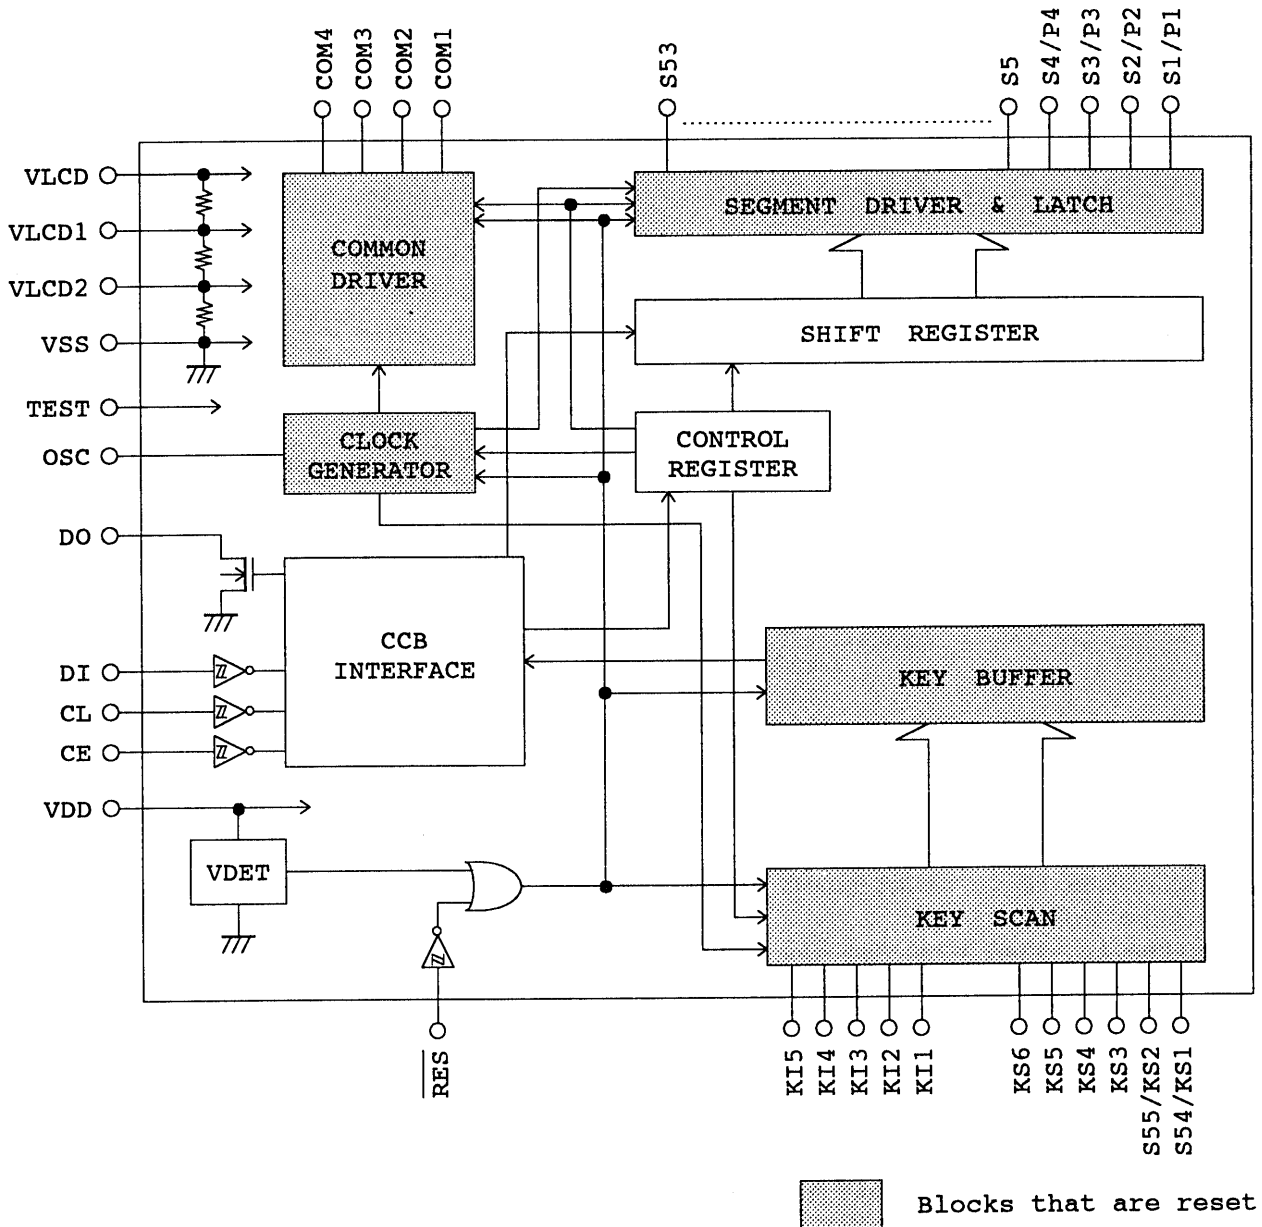 COM4
COM3
COM2
COM1
S53
S5
S4/P4
S3/P3
S2/P2
S1/P1
VLCD
VLCD1
VLCD2
VSS
TEST
OSC
DO
DI
CL
CE
VDD
COMMON
DRIVER
SEGMENT DRIVER & LATCH
SHIFT REGISTER
CLOCK
GENERATOR
CONTROL
REGISTER
CCB
INTERFACE
KEY BUFFER
VDET
KEY SCAN
RES
KI5
KI4
KI3
KI2
KI1
KS6
KS5
KS4
KS3
S55/KS2
S54/KS1
Blocks that are reset